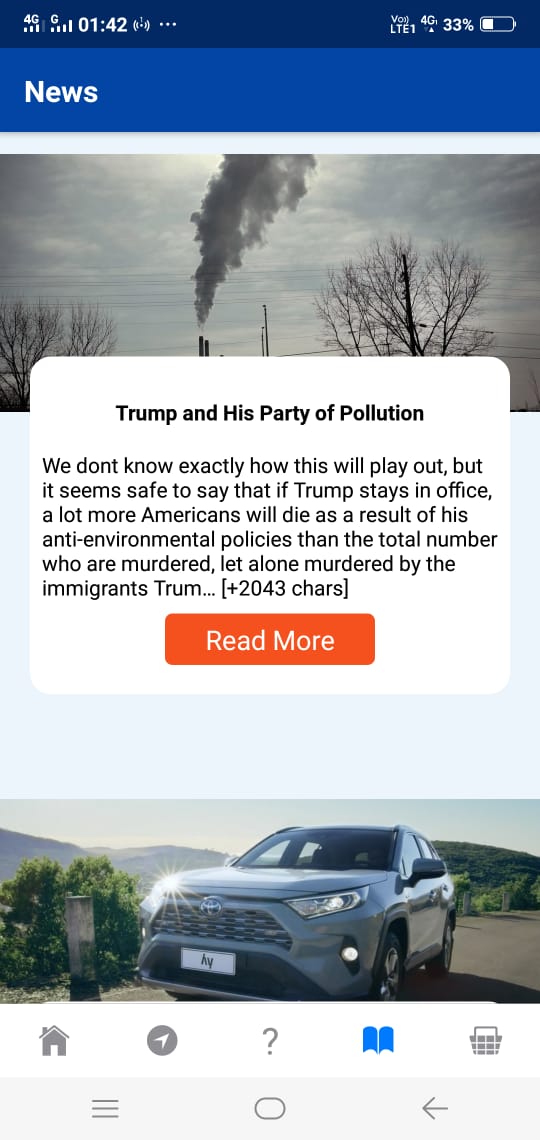 4G G 01:42 ... Vo)) LTE1 4G 33%
News
Trump and His Party of Pollution
We dont know exactly how this will play out, but
it seems safe to say that if Trump stays in office,
a lot more Americans will die as a result of his
anti-environmental policies than the total number
who are murdered, let alone murdered by the
immigrants Trum... [+2043 chars]
Read More
hy
?